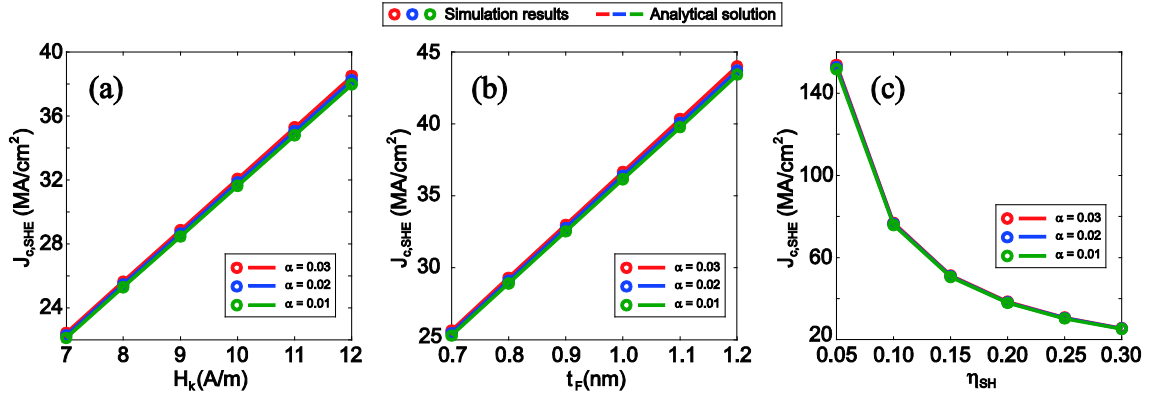 Simulation results Analytical solution
(a)
40
36
32
28
24
J_c,SHE (MA/cm²)
α = 0.03
α = 0.02
α = 0.01
7 8 9 10 11 12
H_k(A/m)
(b)
45
40
35
30
25
J_c,SHE (MA/cm²)
α = 0.03
α = 0.02
α = 0.01
0.7 0.8 0.9 1.0 1.1 1.2
t_F(nm)
(c)
140
100
60
20
J_c,SHE (MA/cm²)
α = 0.03
α = 0.02
α = 0.01
0.05 0.10 0.15 0.20 0.25 0.30
η_SH